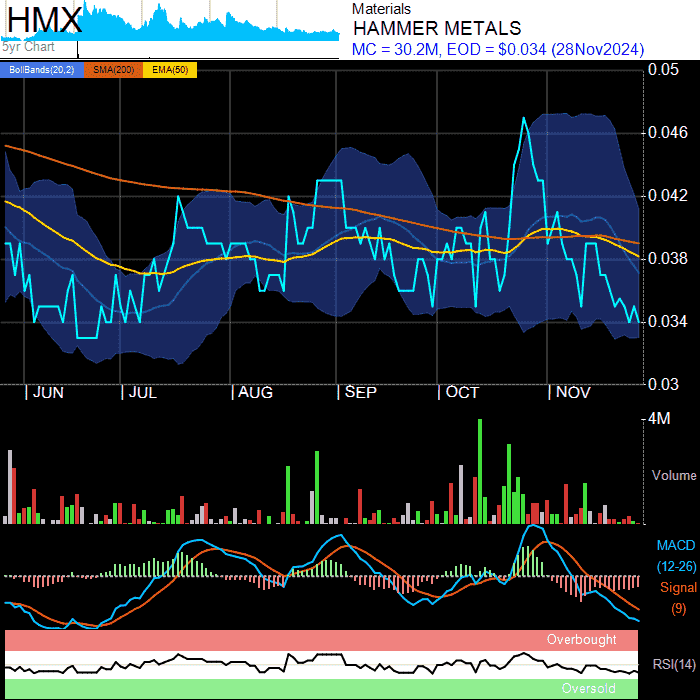 HMX
5yr Chart
Materials
HAMMER METALS
MC = 30.2M, EOD = $0.034 (28Nov2024)
BollBands(20,2) SMA(200) EMA(50)
0.05
0.046
0.042
0.038
0.034
0.03
JUN JUL AUG SEP OCT NOV
4M
Volume
MACD
(12-26)
Signal
(9)
Overbought
RSI(14)
Oversold